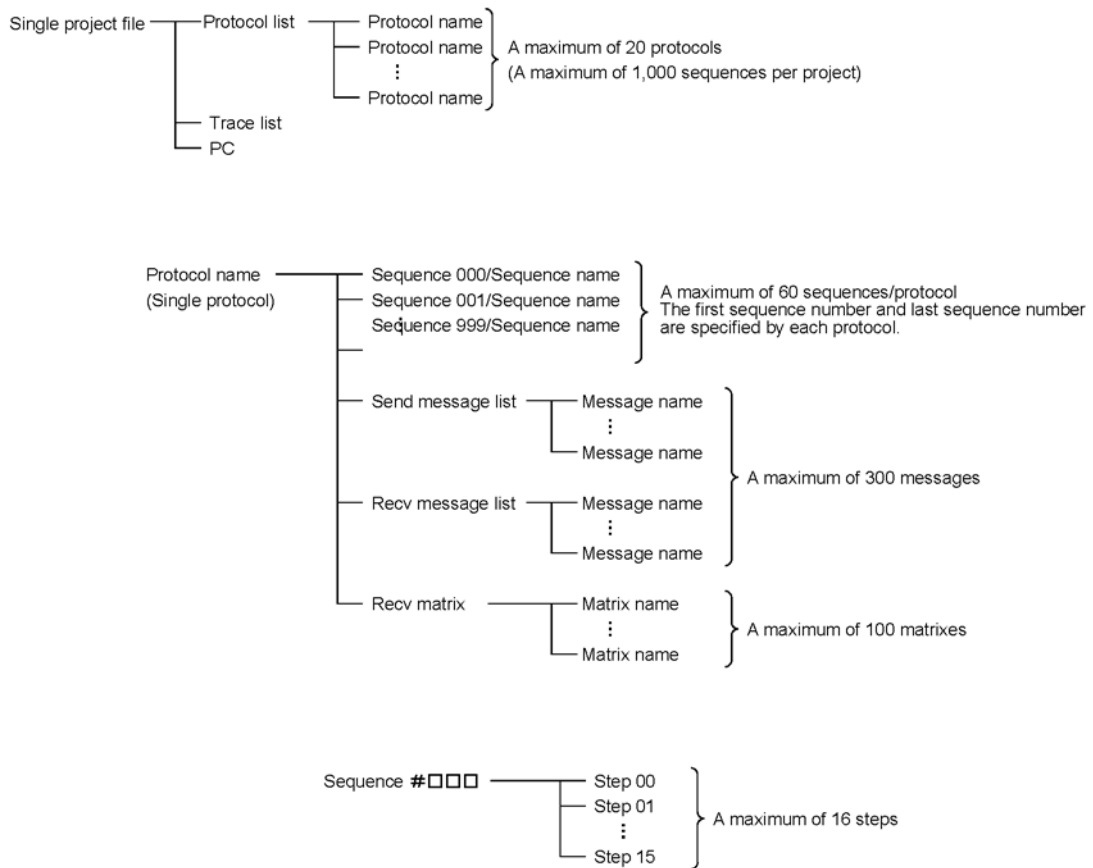 Single project file Protocol list Protocol name
Protocol name
⋮
Protocol name
A maximum of 20 protocols
(A maximum of 1,000 sequences per project)
Trace list
PC
Protocol name
(Single protocol)
Sequence 000/Sequence name
Sequence 001/Sequence name
Sequence 999/Sequence name
A maximum of 60 sequences/protocol
The first sequence number and last sequence number
are specified by each protocol.
Send message list Message name
⋮
Message name
Recv message list Message name
⋮
Message name
A maximum of 300 messages
Recv matrix Matrix name
⋮
Matrix name
A maximum of 100 matrixes
Sequence #□□□ Step 00
Step 01
⋮
Step 15
A maximum of 16 steps